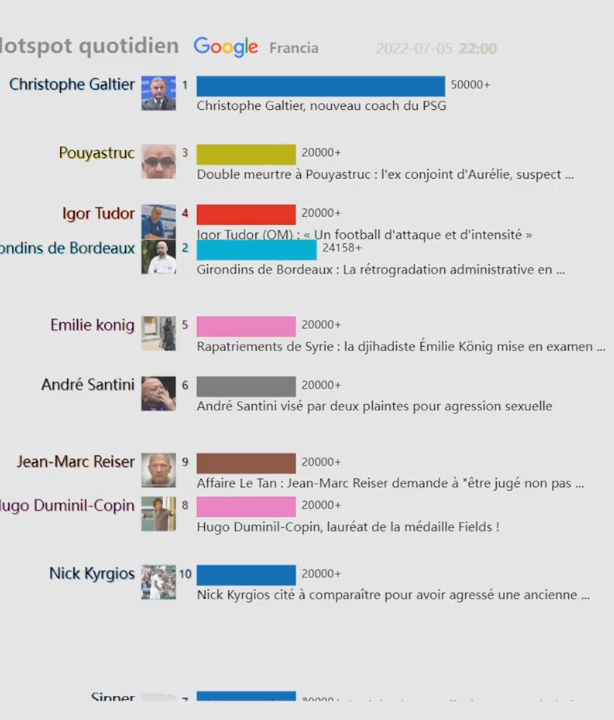 Hotspot quotidien Google Francia 2022-07-05 22:00
Christophe Galtier 1 50000+
Christophe Galtier, nouveau coach du PSG
Pouyastruc 3 20000+
Double meurtre à Pouyastruc : l'ex conjoint d'Aurélie, suspect ...
Igor Tudor 4 20000+
Igor Tudor (OM) : « Un football d'attaque et d'intensité »
ondins de Bordeaux 2 24158+
Girondins de Bordeaux : La rétrogradation administrative en ...
Emilie konig 5 20000+
Rapatriements de Syrie : la djihadiste Émilie König mise en examen ...
André Santini 6 20000+
André Santini visé par deux plaintes pour agression sexuelle
Jean-Marc Reiser 9 20000+
Affaire Le Tan : Jean-Marc Reiser demande à "être jugé non pas ...
Hugo Duminil-Copin 8 20000+
Hugo Duminil-Copin, lauréat de la médaille Fields !
Nick Kyrgios 10 20000+
Nick Kyrgios cité à comparaître pour avoir agressé une ancienne ...
Sinner 7 20000+